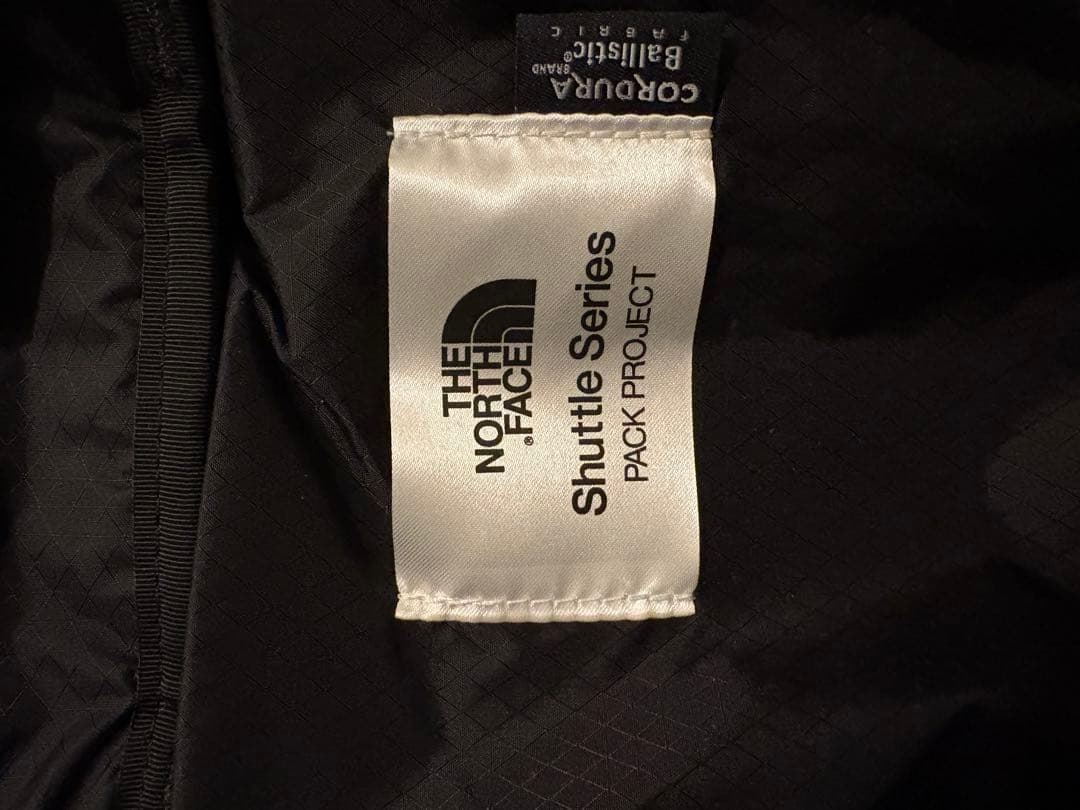 CORDURA
BRAND
Ballistic®
FABRIC
THE
NORTH
FACE®
Shuttle Series
PACK PROJECT